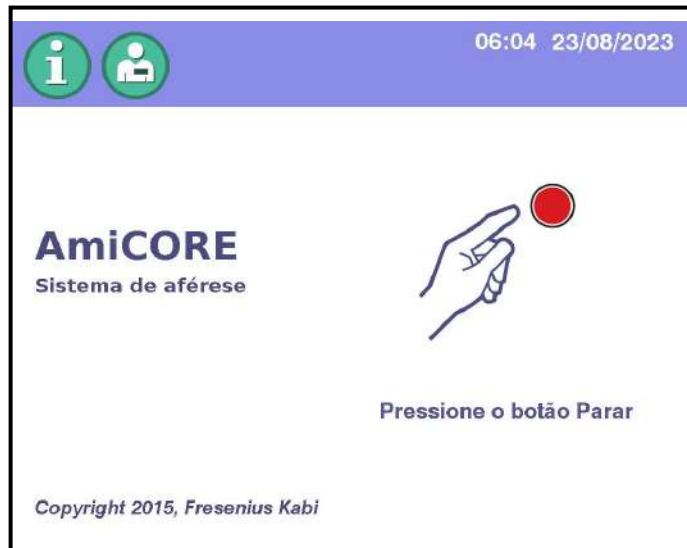 06:04 23/08/2023
AmiCORE
Sistema de aférese
Pressione o botão Parar
Copyright 2015, Fresenius Kabi